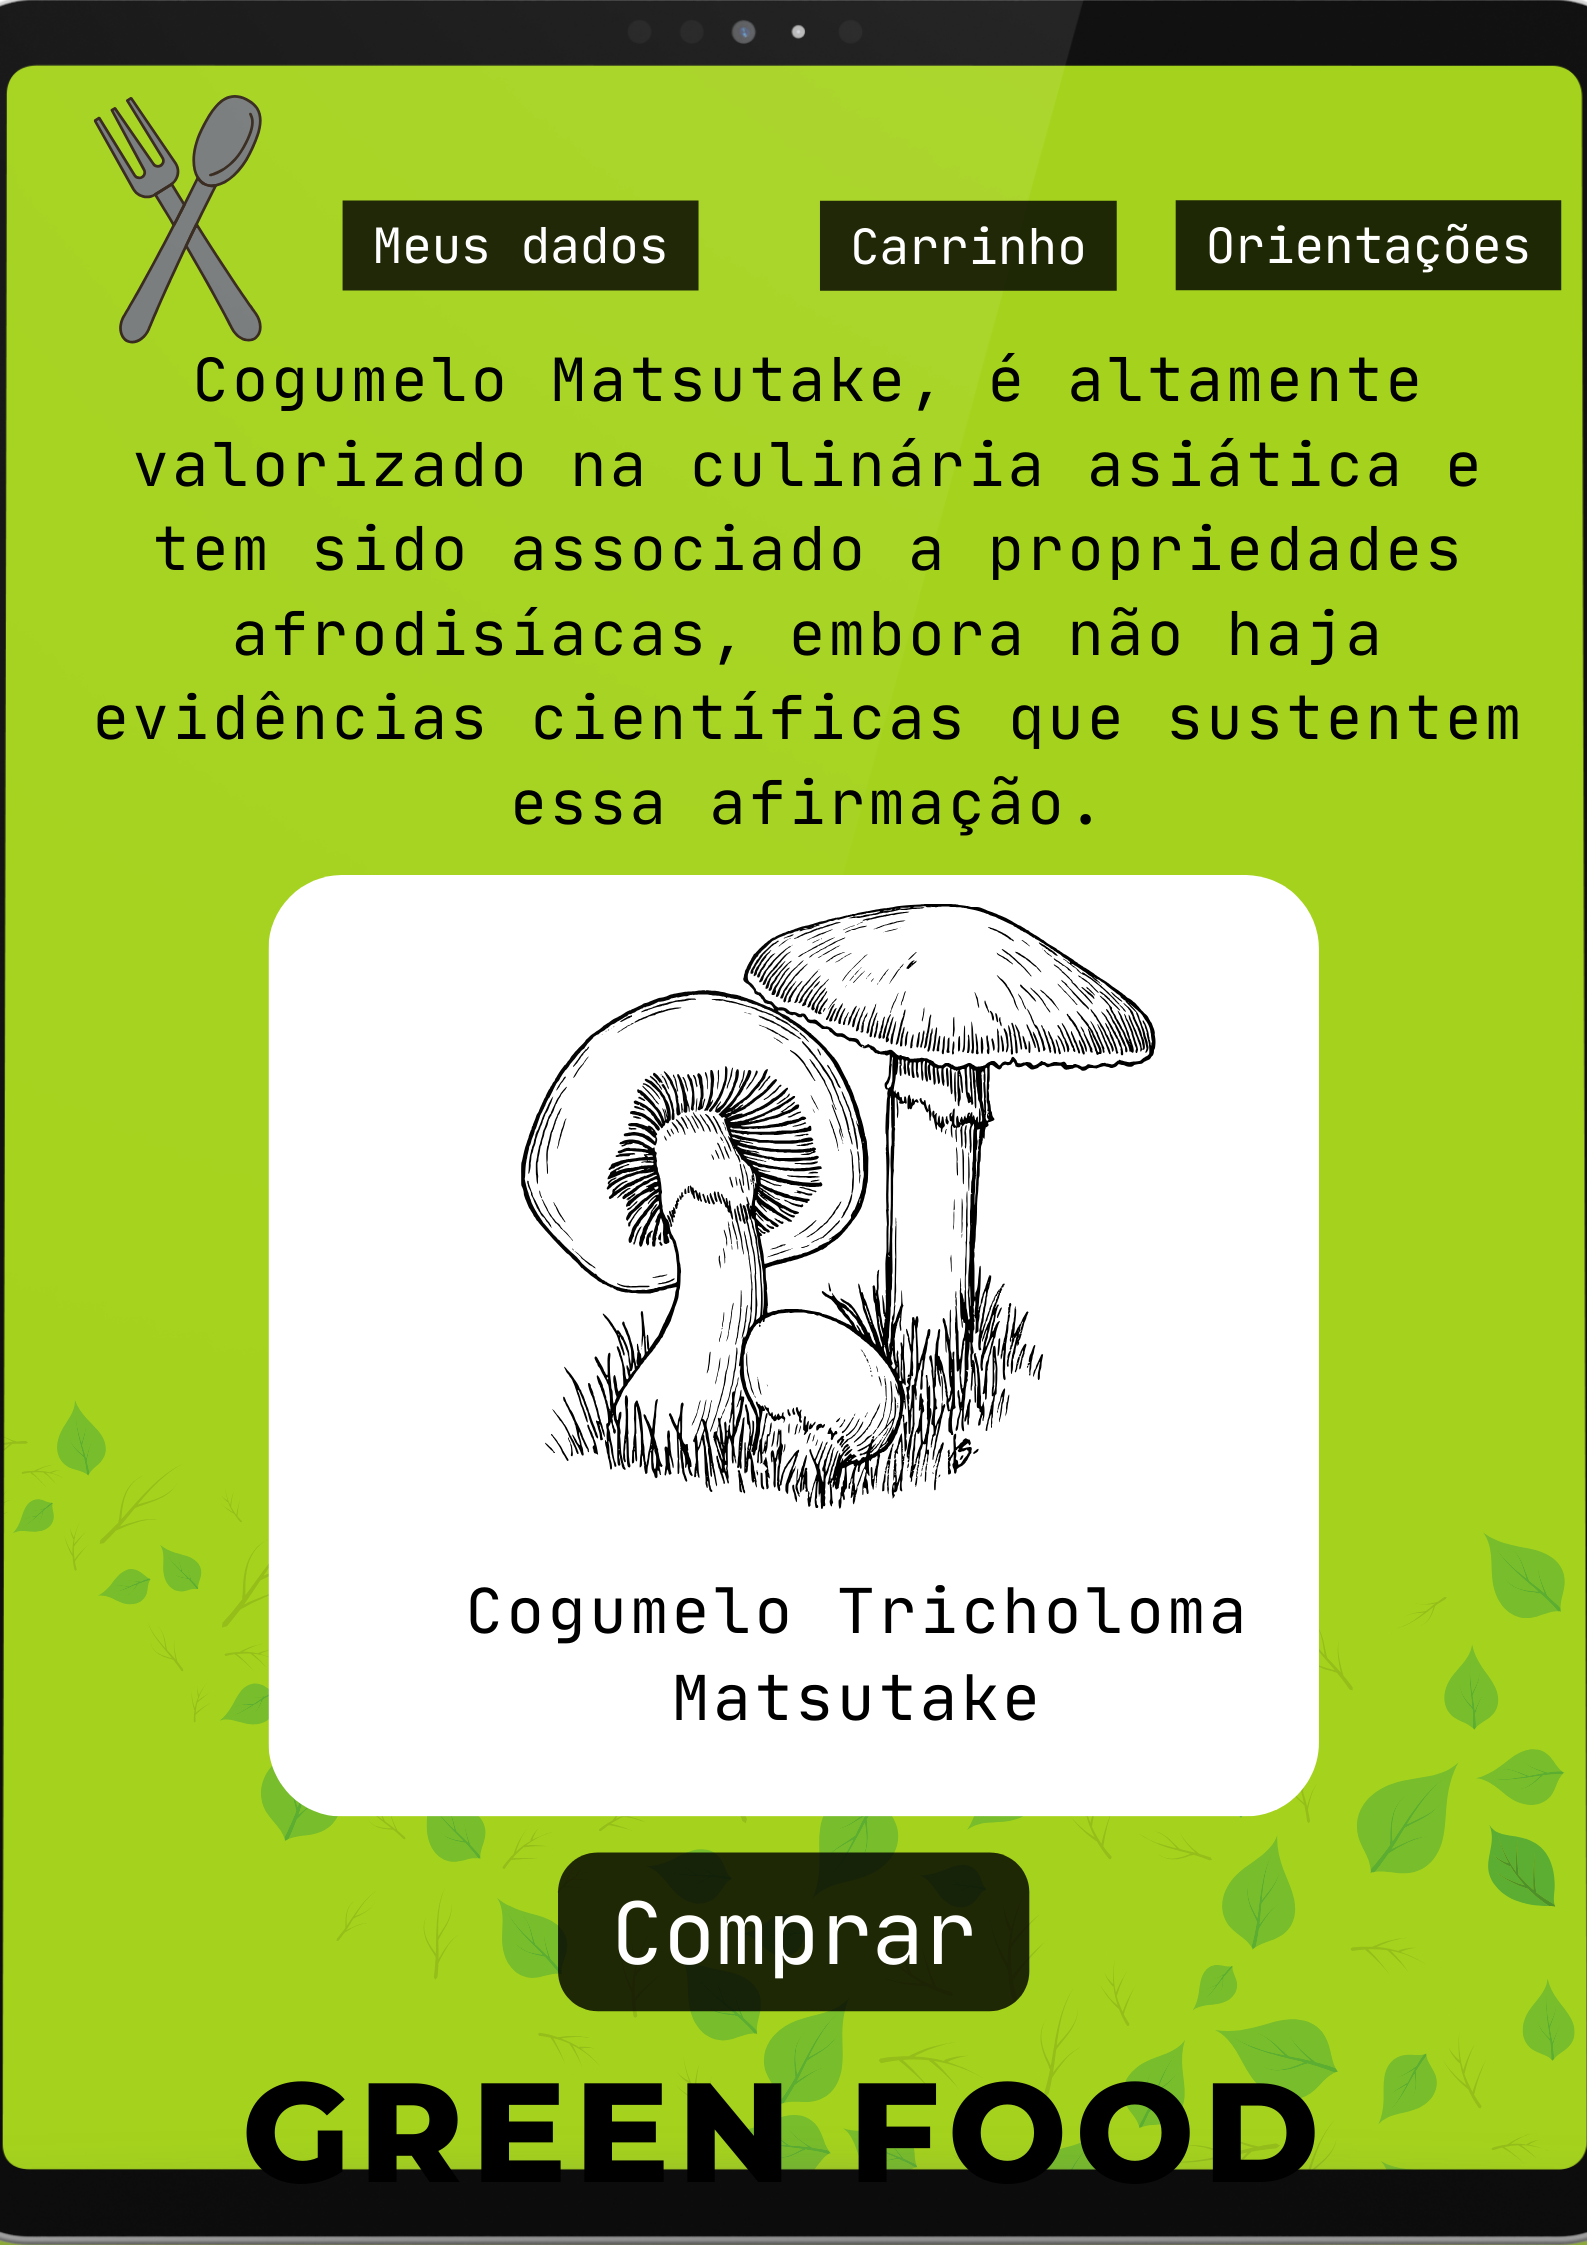 Meus dados
Carrinho
Orientações
Cogumelo Matsutake, é altamente
valorizado na culinária asiática e
tem sido associado a propriedades
afrodisíacas, embora não haja
evidências científicas que sustentem
essa afirmação.
Cogumelo Tricholoma
Matsutake
Comprar
GREEN FOOD